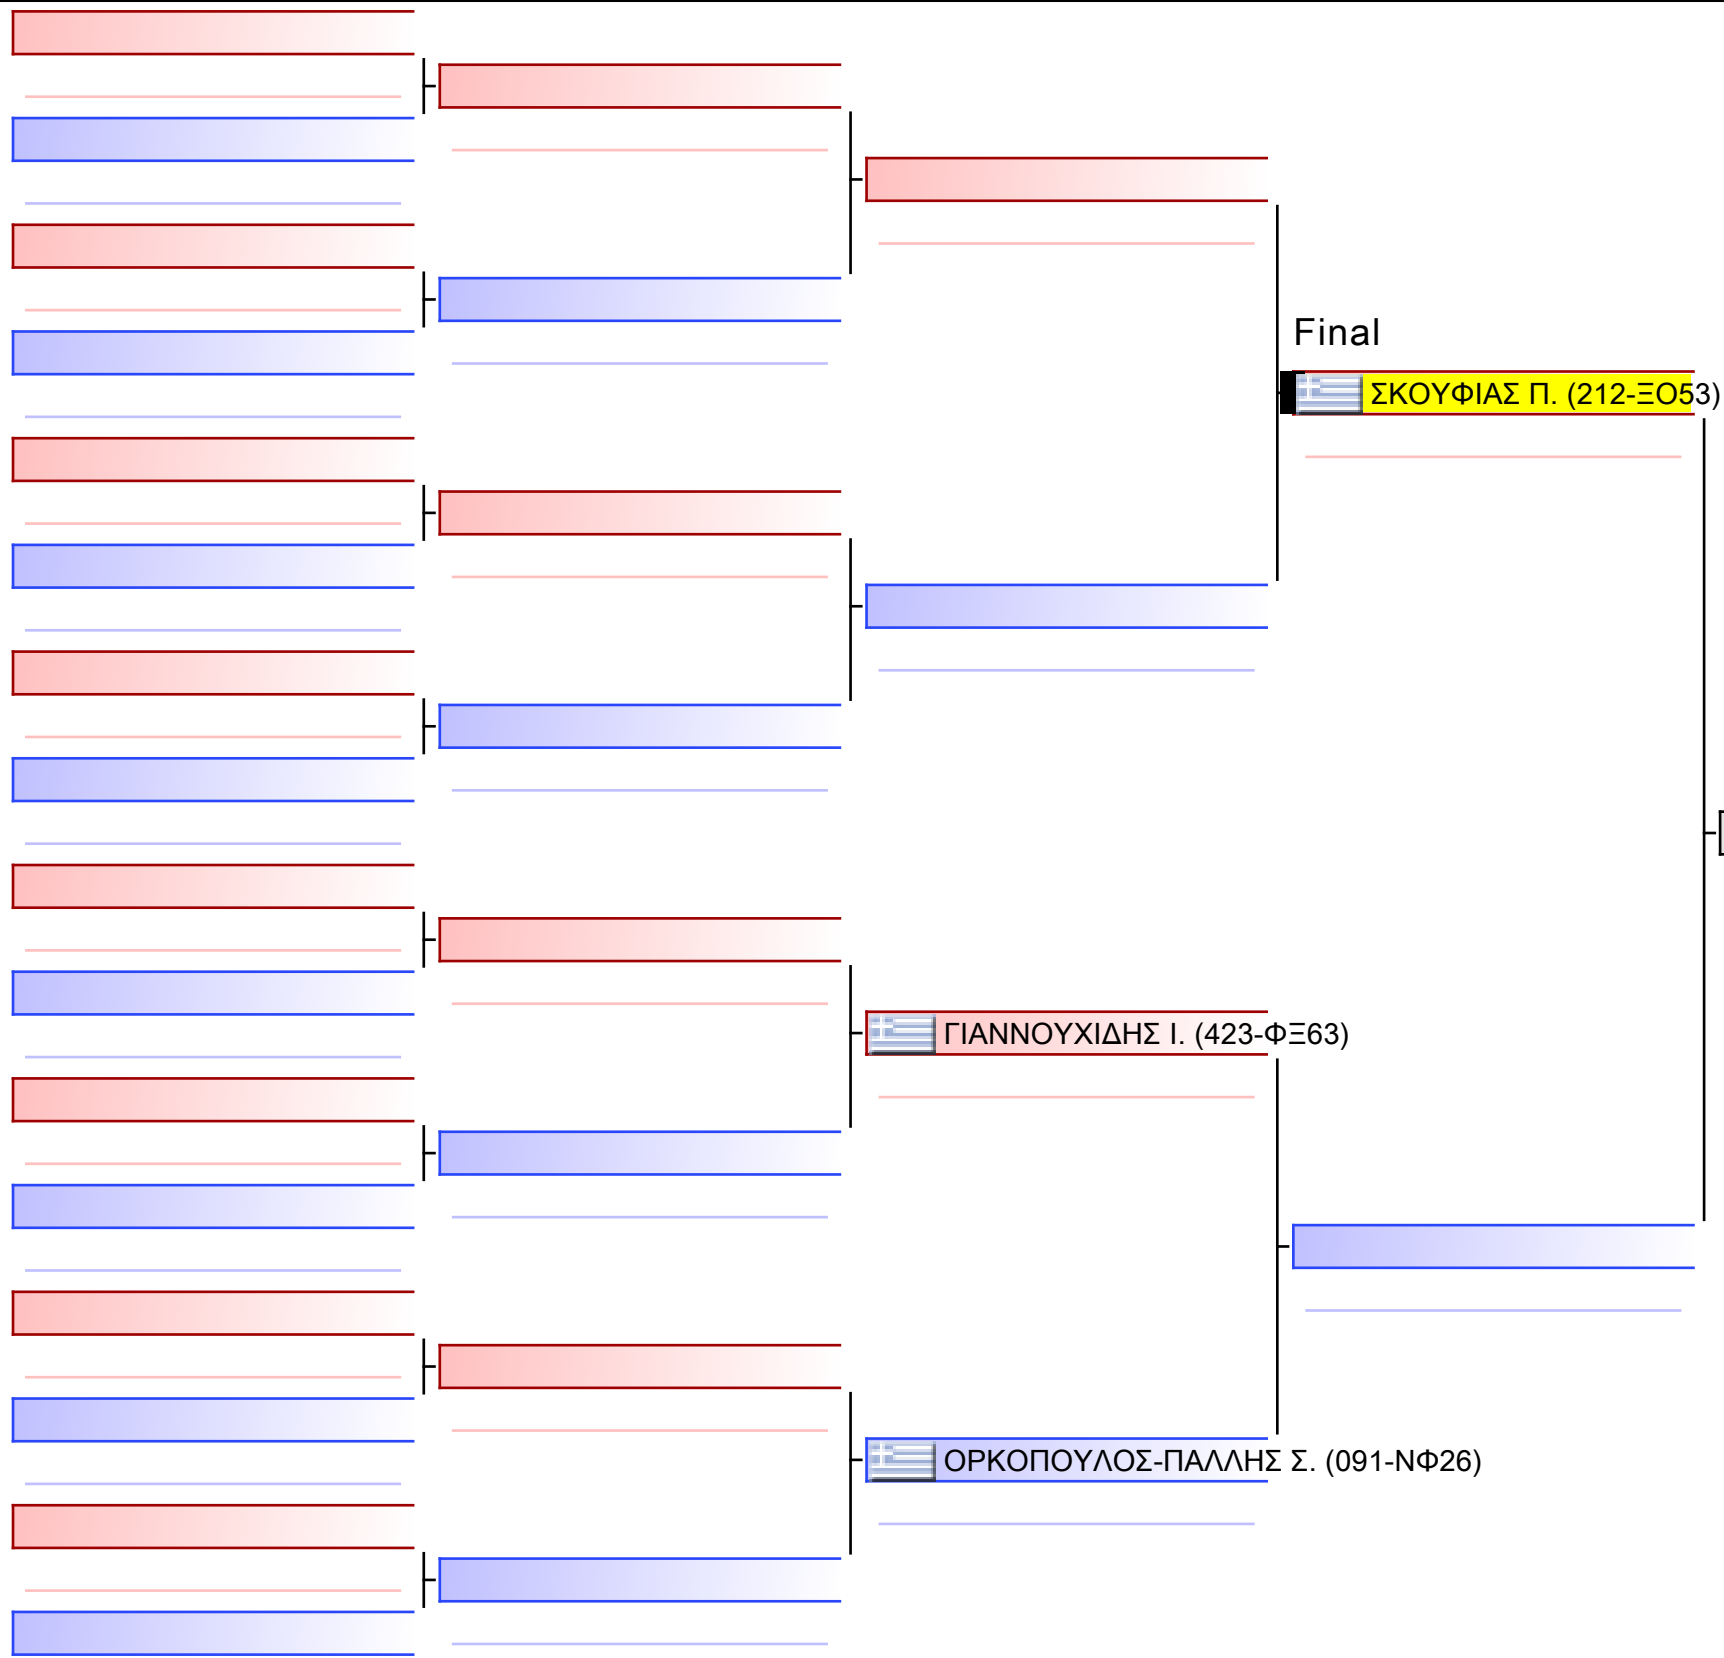 Final
ΣΚΟΥΦΙΑΣ Π. (212-ΞΟ53)
ΓΙΑΝΝΟΥΧΙΔΗΣ Ι. (423-ΦΞ63)
ΟΡΚΟΠΟΥΛΟΣ-ΠΑΛΛΗΣ Σ. (091-ΝΦ26)